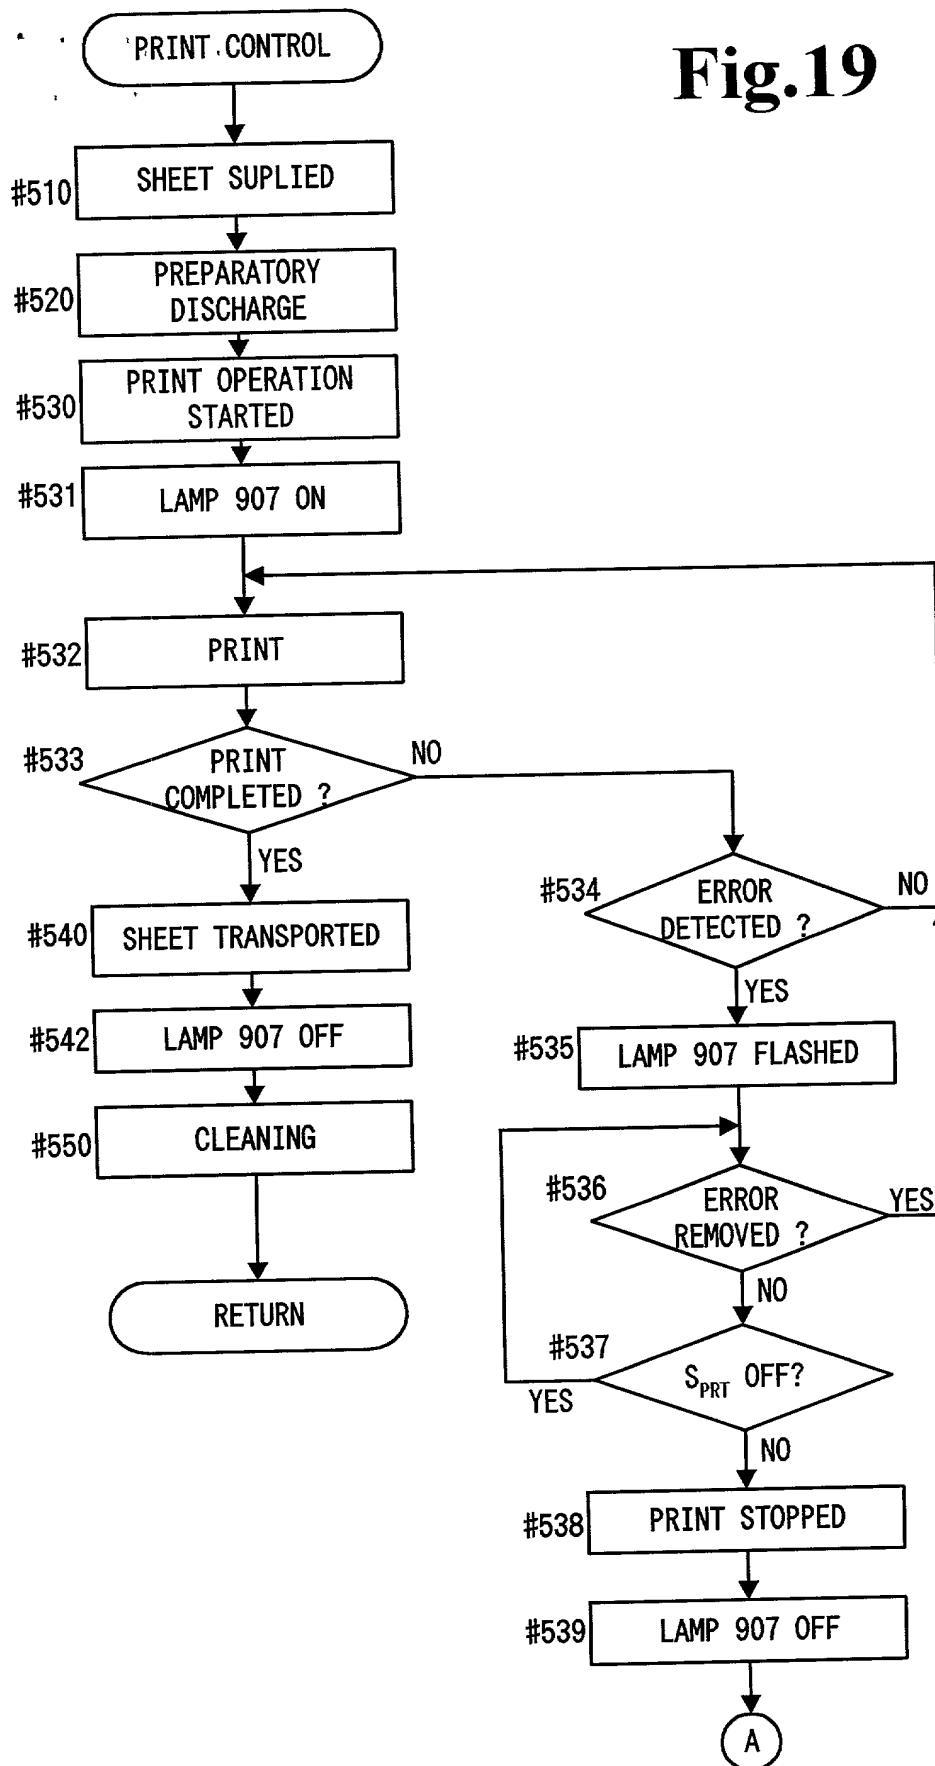 PRINT CONTROL
Fig.19
#510
SHEET SUPLIED
#520
PREPARATORY
DISCHARGE
#530
PRINT OPERATION
STARTED
#531
LAMP 907 ON
#532
PRINT
#533
PRINT
COMPLETED ?
NO
YES
#534
ERROR
DETECTED ?
NO
YES
#540
SHEET TRANSPORTED
#542
LAMP 907 OFF
#535
LAMP 907 FLASHED
#550
CLEANING
#536
ERROR
REMOVED ?
YES
NO
RETURN
#537
SPRT OFF?
YES
NO
#538
PRINT STOPPED
#539
LAMP 907 OFF
A